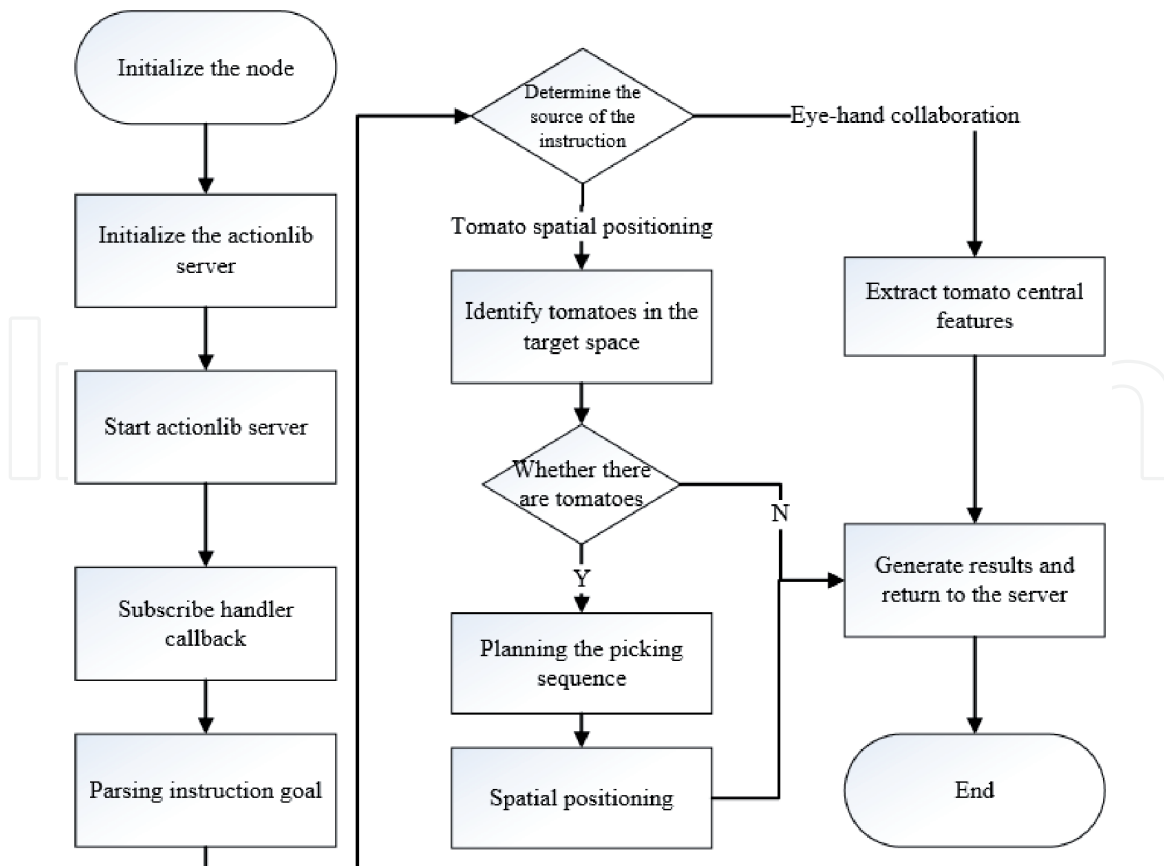 Initialize the node
Initialize the actionlib
server
Start actionlib server
Subscribe handler
callback
Parsing instruction goal
Determine the
source of the
instruction
Eye-hand collaboration
Tomato spatial positioning
Identify tomatoes in the
target space
Whether there
are tomatoes
N
Y
Planning the picking
sequence
Spatial positioning
Extract tomato central
features
Generate results and
return to the server
End